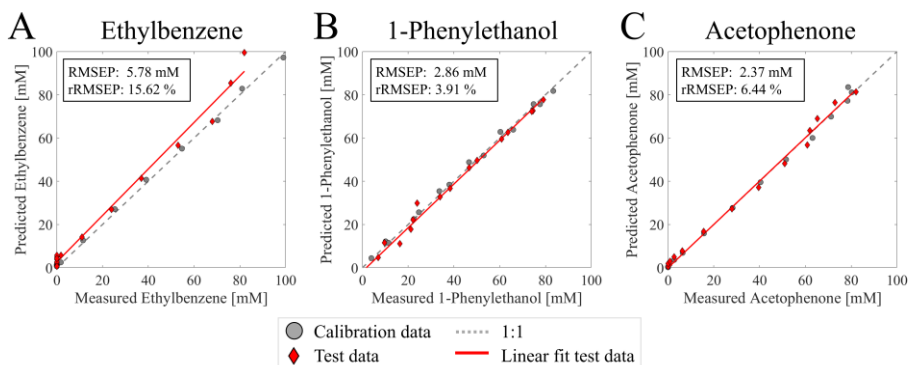 A Ethylbenzene
RMSEP: 5.78 mM
rRMSEP: 15.62 %
Predicted Ethylbenzene [mM]
100
80
60
40
20
0
0 20 40 60 80 100
Measured Ethylbenzene [mM]
B 1-Phenylethanol
RMSEP: 2.86 mM
rRMSEP: 3.91 %
Predicted 1-Phenylethanol [mM]
100
80
60
40
20
0
0 20 40 60 80 100
Measured 1-Phenylethanol [mM]
C Acetophenone
RMSEP: 2.37 mM
rRMSEP: 6.44 %
Predicted Acetophenone [mM]
100
80
60
40
20
0
0 20 40 60 80 100
Measured Acetophenone [mM]
Calibration data 1:1
Test data Linear fit test data